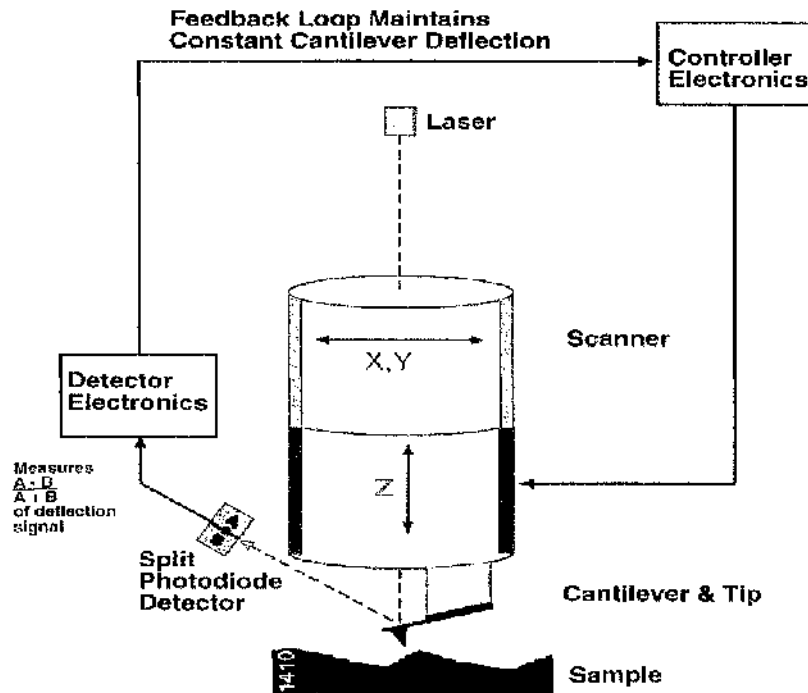 Feedback Loop Maintains
Constant Cantilever Deflection
Controller
Electronics
Laser
Scanner
X,Y
Detector
Electronics
Z
Measures
A - B
A + B
of deflection
signal
A
B
Split
Photodiode
Detector
Cantilever & Tip
Sample
1410